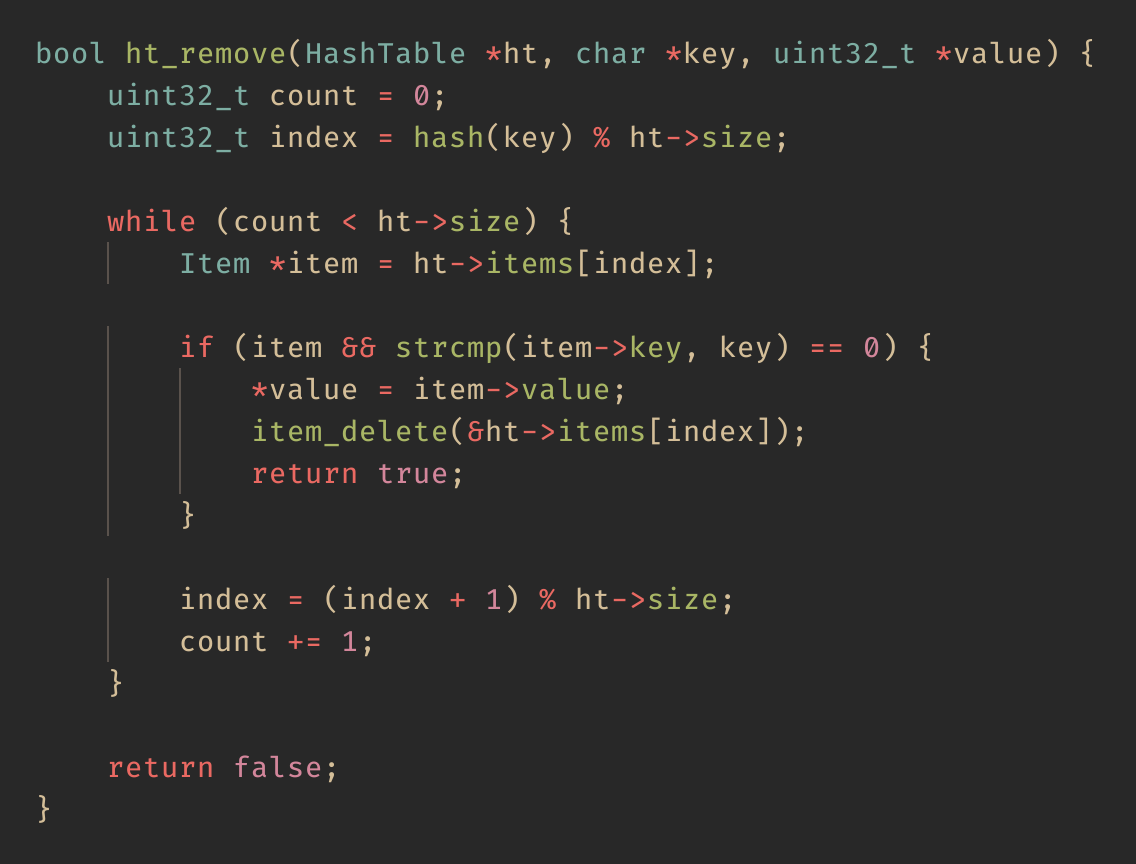 bool ht_remove(HashTable *ht, char *key, uint32_t *value) {
    uint32_t count = 0;
    uint32_t index = hash(key) % ht->size;

    while (count < ht->size) {
        Item *item = ht->items[index];

        if (item && strcmp(item->key, key) == 0) {
            *value = item->value;
            item_delete(&ht->items[index]);
            return true;
        }

        index = (index + 1) % ht->size;
        count += 1;
    }

    return false;
}